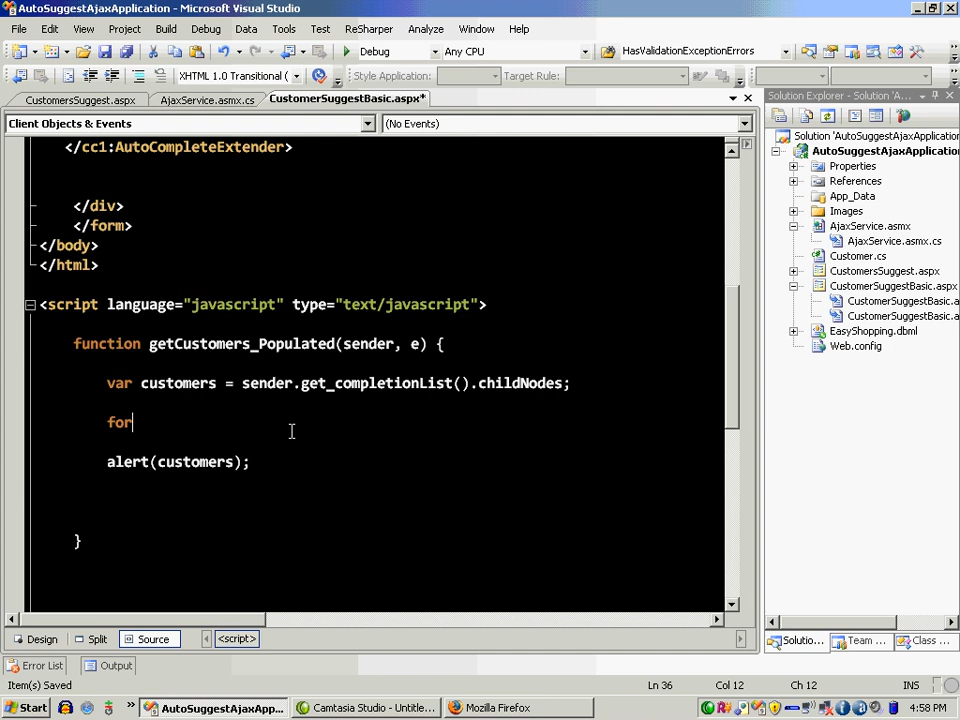 AutoSuggestAjaxApplication - Microsoft Visual Studio
File Edit View Project Build Debug Data Tools Test ReSharper Analyze Window Help
Debug Any CPU HasValidationExceptionErrors
XHTML 1.0 Transitional ( Style Application: Target Rule:
CustomersSuggest.aspx AjaxService.asmx.cs CustomerSuggestBasic.aspx*
Client Objects & Events (No Events)
</cc1:AutoCompleteExtender>
</div>
</form>
</body>
</html>
<script language="javascript" type="text/javascript">
function getCustomers_Populated(sender, e) {
var customers = sender.get_completionList().childNodes;
for
alert(customers);
}
Design Split Source <script>
Error List Output
Item(s) Saved Ln 36 Col 12 Ch 12 INS
Solution Explorer - Solution 'A...
Solution 'AutoSuggestAjaxApplication
AutoSuggestAjaxApplication
Properties
References
App_Data
Images
AjaxService.asmx
AjaxService.asmx.cs
Customer.cs
CustomersSuggest.aspx
CustomerSuggestBasic.aspx
CustomerSuggestBasic.a
CustomerSuggestBasic.a
EasyShopping.dbml
Web.config
Solutio... Team ... Class ...
Start AutoSuggestAjaxApp... Camtasia Studio - Untitle... Mozilla Firefox 4:58 PM